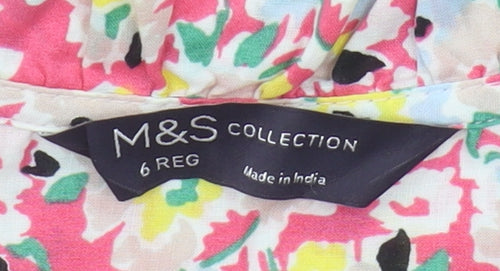 M&S COLLECTION
6 REG
Made in India